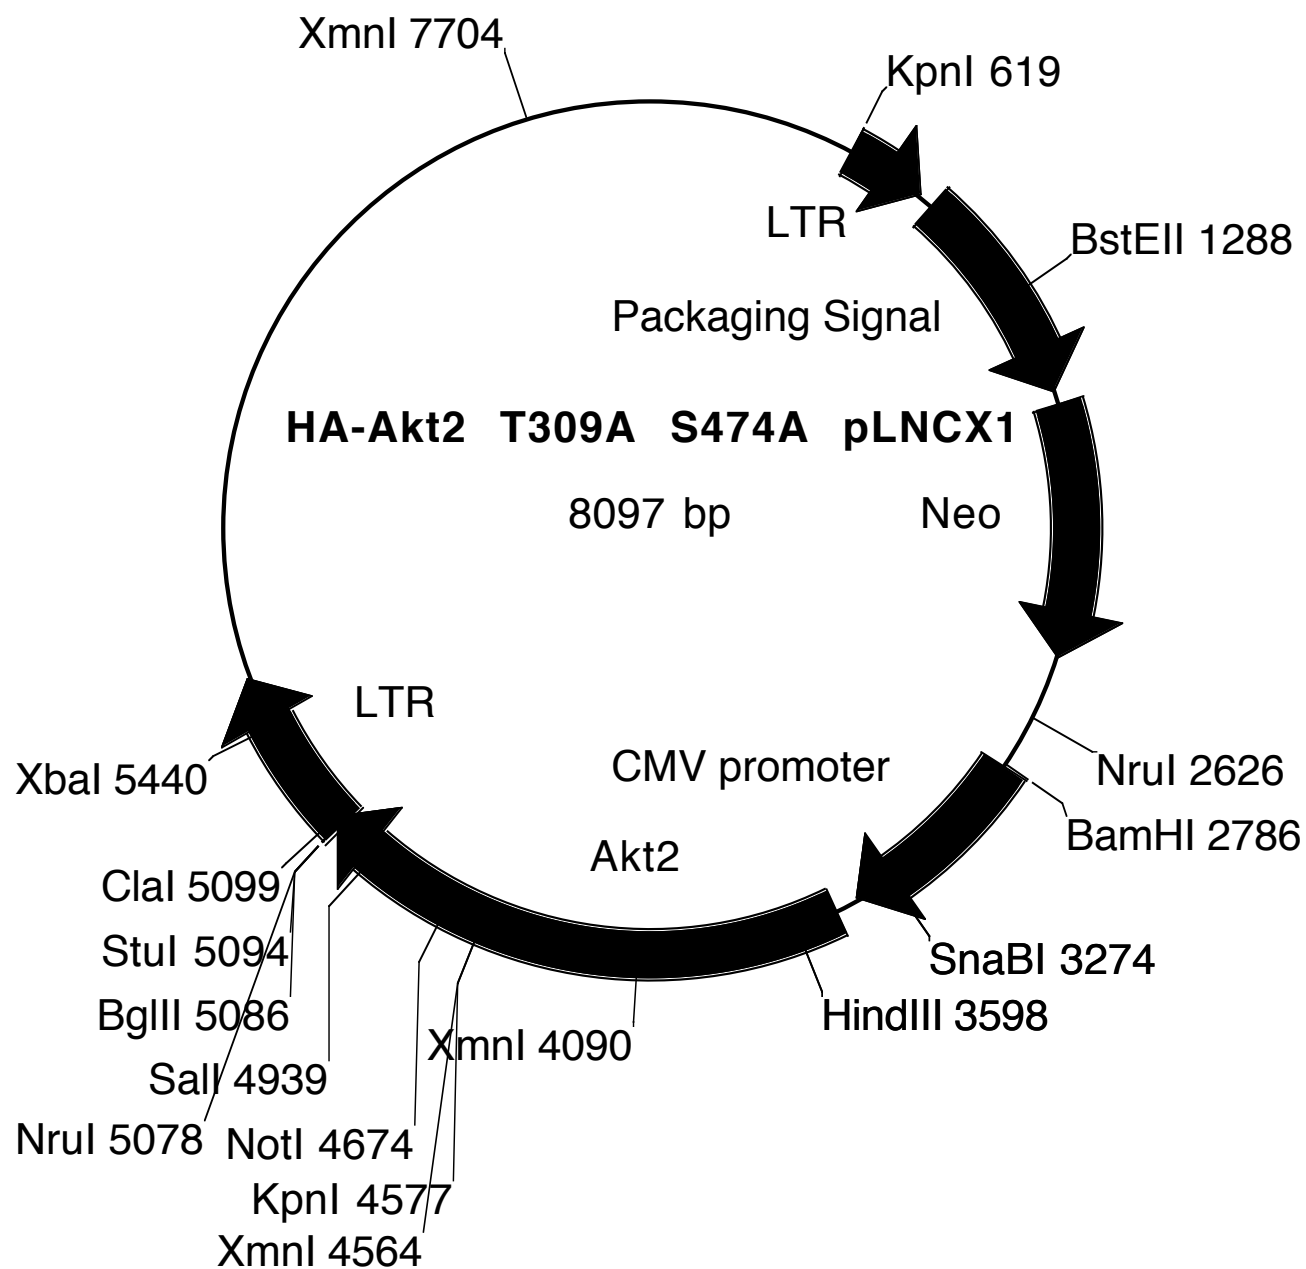 XmnI 7704
KpnI 619
LTR
BstEII 1288
Packaging Signal
HA-Akt2 T309A S474A pLNCX1
8097 bp
Neo
LTR
CMV promoter
NruI 2626
XbaI 5440
BamHI 2786
Akt2
ClaI 5099
StuI 5094
SnaBI 3274
BglII 5086
HindIII 3598
XmnI 4090
SalI 4939
NruI 5078
NotI 4674
KpnI 4577
XmnI 4564